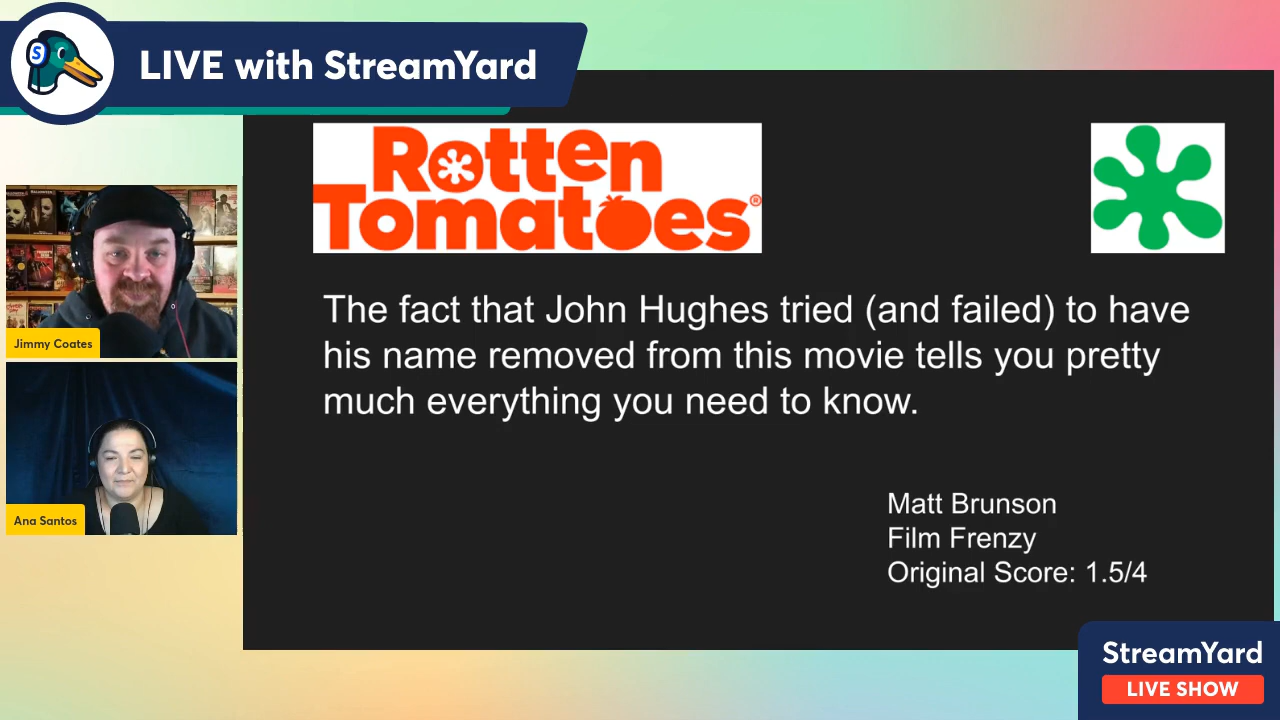 S
LIVE with StreamYard
Rotten
Tomatoes®
The fact that John Hughes tried (and failed) to have
his name removed from this movie tells you pretty
much everything you need to know.
Matt Brunson
Film Frenzy
Original Score: 1.5/4
Jimmy Coates
Ana Santos
StreamYard
LIVE SHOW